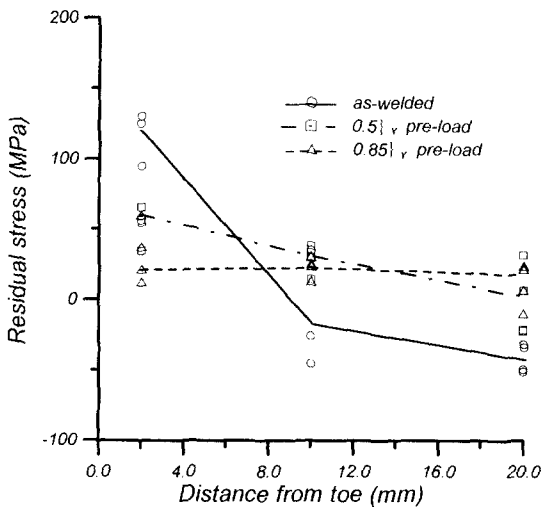 200
100
0
-100
Residual stress (MPa)
as-welded
0.5} Y pre-load
0.85} Y pre-load
0.0
4.0
8.0
12.0
16.0
20.0
Distance from toe (mm)